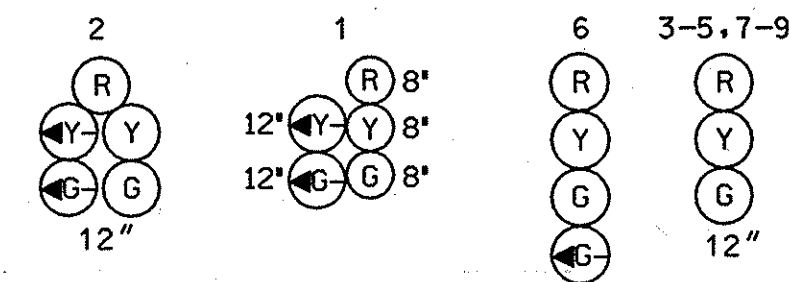 2 1 6 3-5,7-9
R R 8" R R
Y Y 12" Y Y 8" Y Y
G G 12" G G 8" G G
12" G 12"